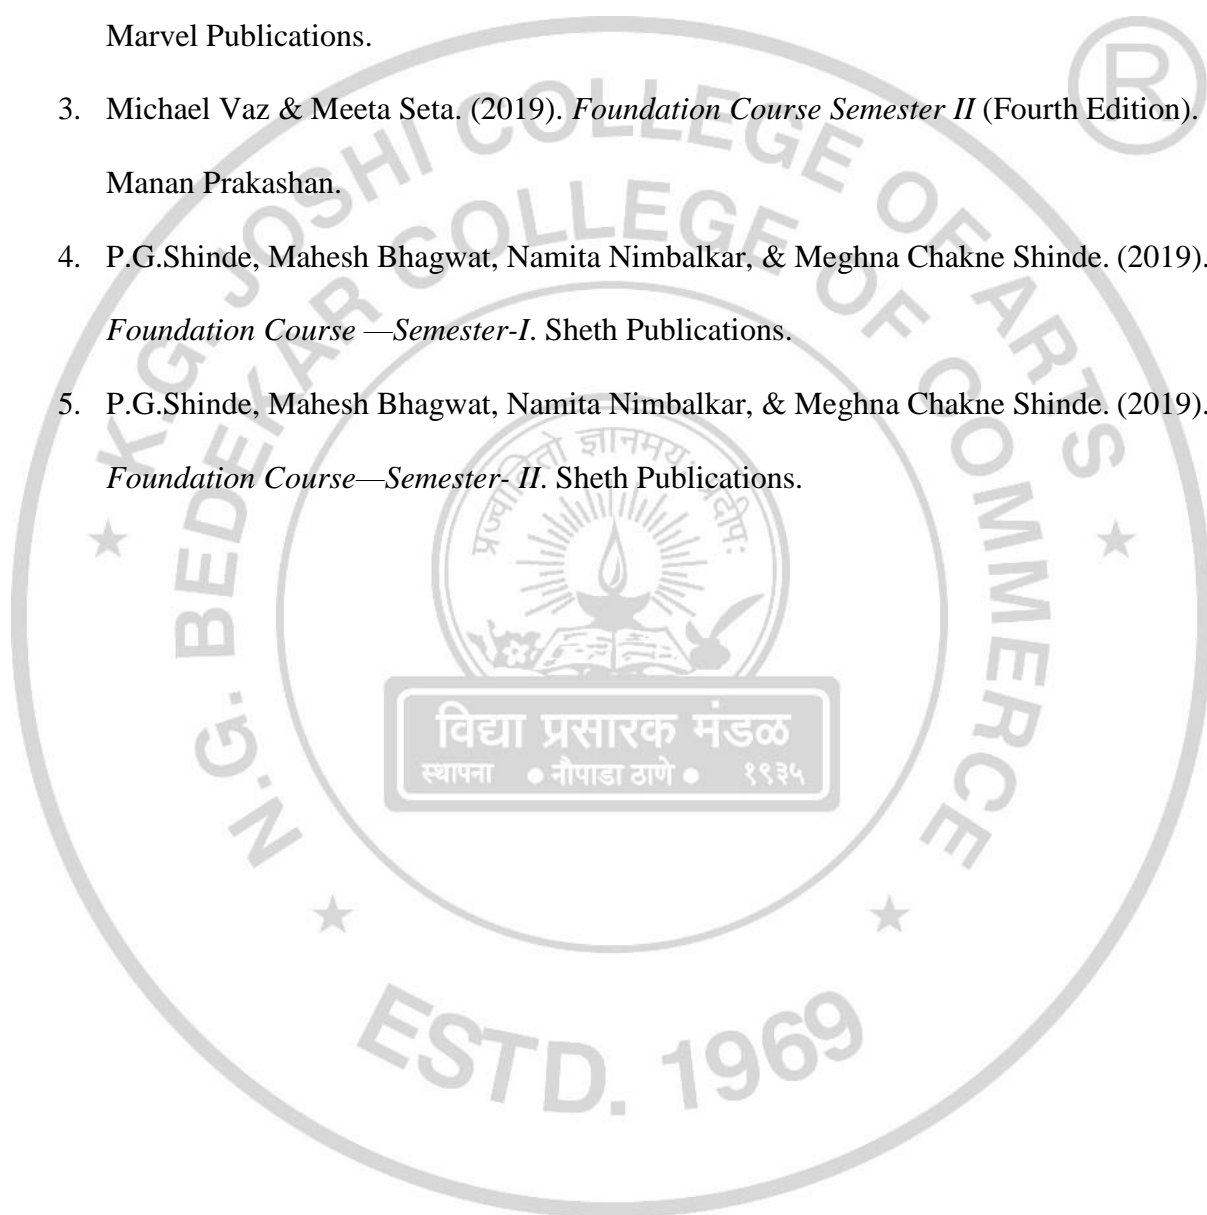 Marvel Publications.
3. Michael Vaz & Meeta Seta. (2019). Foundation Course Semester II (Fourth Edition).
Manan Prakashan.
4. P.G.Shinde, Mahesh Bhagwat, Namita Nimbalkar, & Meghna Chakne Shinde. (2019).
Foundation Course —Semester-I. Sheth Publications.
5. P.G.Shinde, Mahesh Bhagwat, Namita Nimbalkar, & Meghna Chakne Shinde. (2019).
Foundation Course—Semester- II. Sheth Publications.
R
K.G. JOSHI COLLEGE OF ARTS
N.G. BEDEKAR COLLEGE OF COMMERCE
प्रज्वालितो ज्ञानमयः प्रदीपः
विद्या प्रसारक मंडळ
स्थापना ● नौपाडा ठाणे ● १९३५
ESTD. 1969